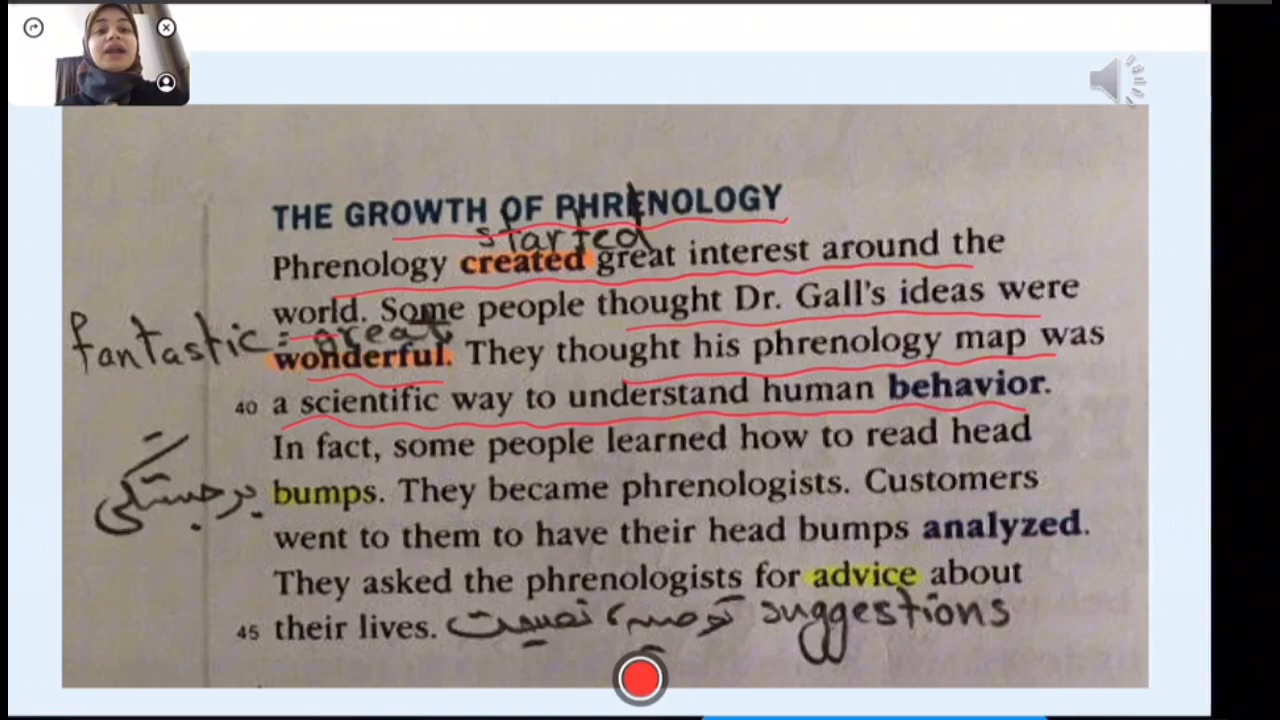 THE GROWTH OF PHRENOLOGY
started
Phrenology created great interest around the
world. Some people thought Dr. Gall's ideas were
fantastic = great
wonderful. They thought his phrenology map was
40 a scientific way to understand human behavior.
In fact, some people learned how to read head
برجستگی
bumps. They became phrenologists. Customers
went to them to have their head bumps analyzed.
They asked the phrenologists for advice about
45 their lives. توصیه، نصیحت suggestions